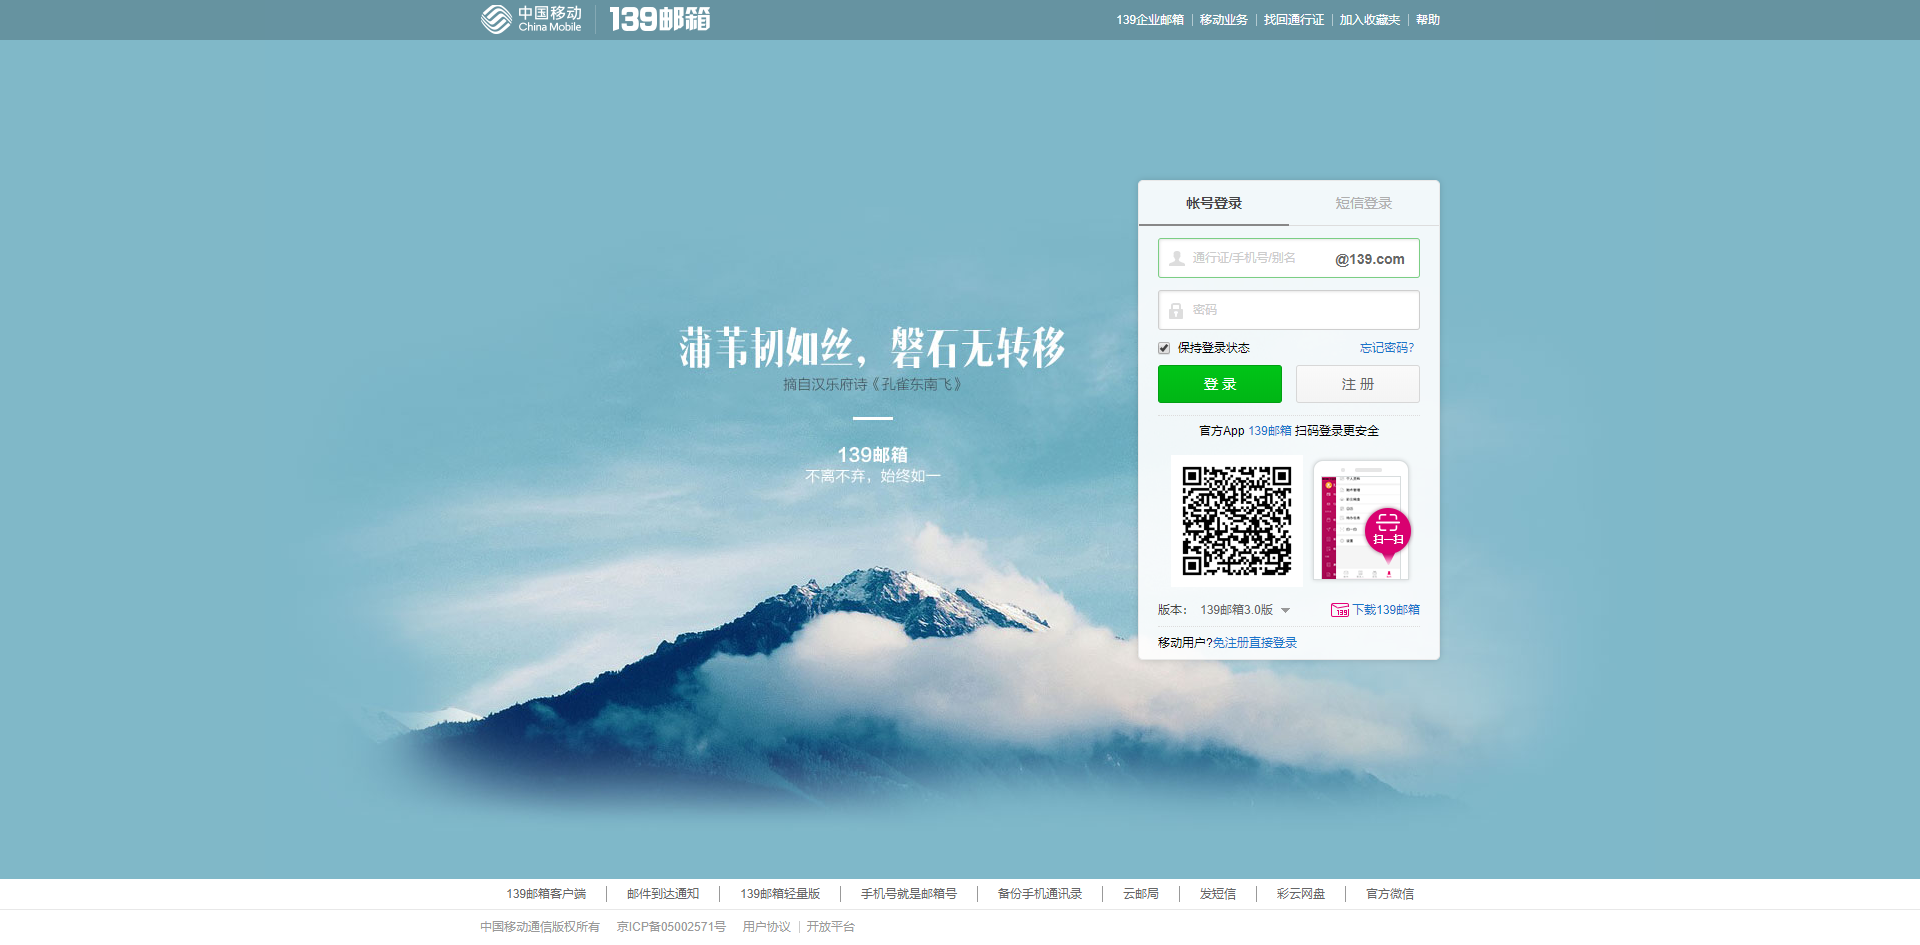 中国移动
China Mobile
139邮箱
139企业邮箱 | 移动业务 | 找回通行证 | 加入收藏夹 | 帮助
帐号登录 短信登录
通行证/手机号/别名 @139.com
密码
保持登录状态 忘记密码?
登 录 注 册
官方App 139邮箱 扫码登录更安全
扫一扫
版本： 139邮箱3.0版 139 下载139邮箱
移动用户?免注册直接登录
蒲苇韧如丝，磐石无转移
摘自汉乐府诗《孔雀东南飞》
139邮箱
不离不弃，始终如一
139邮箱客户端 | 邮件到达通知 | 139邮箱轻量版 | 手机号就是邮箱号 | 备份手机通讯录 | 云邮局 | 发短信 | 彩云网盘 | 官方微信
中国移动通信版权所有 京ICP备05002571号 用户协议 | 开放平台